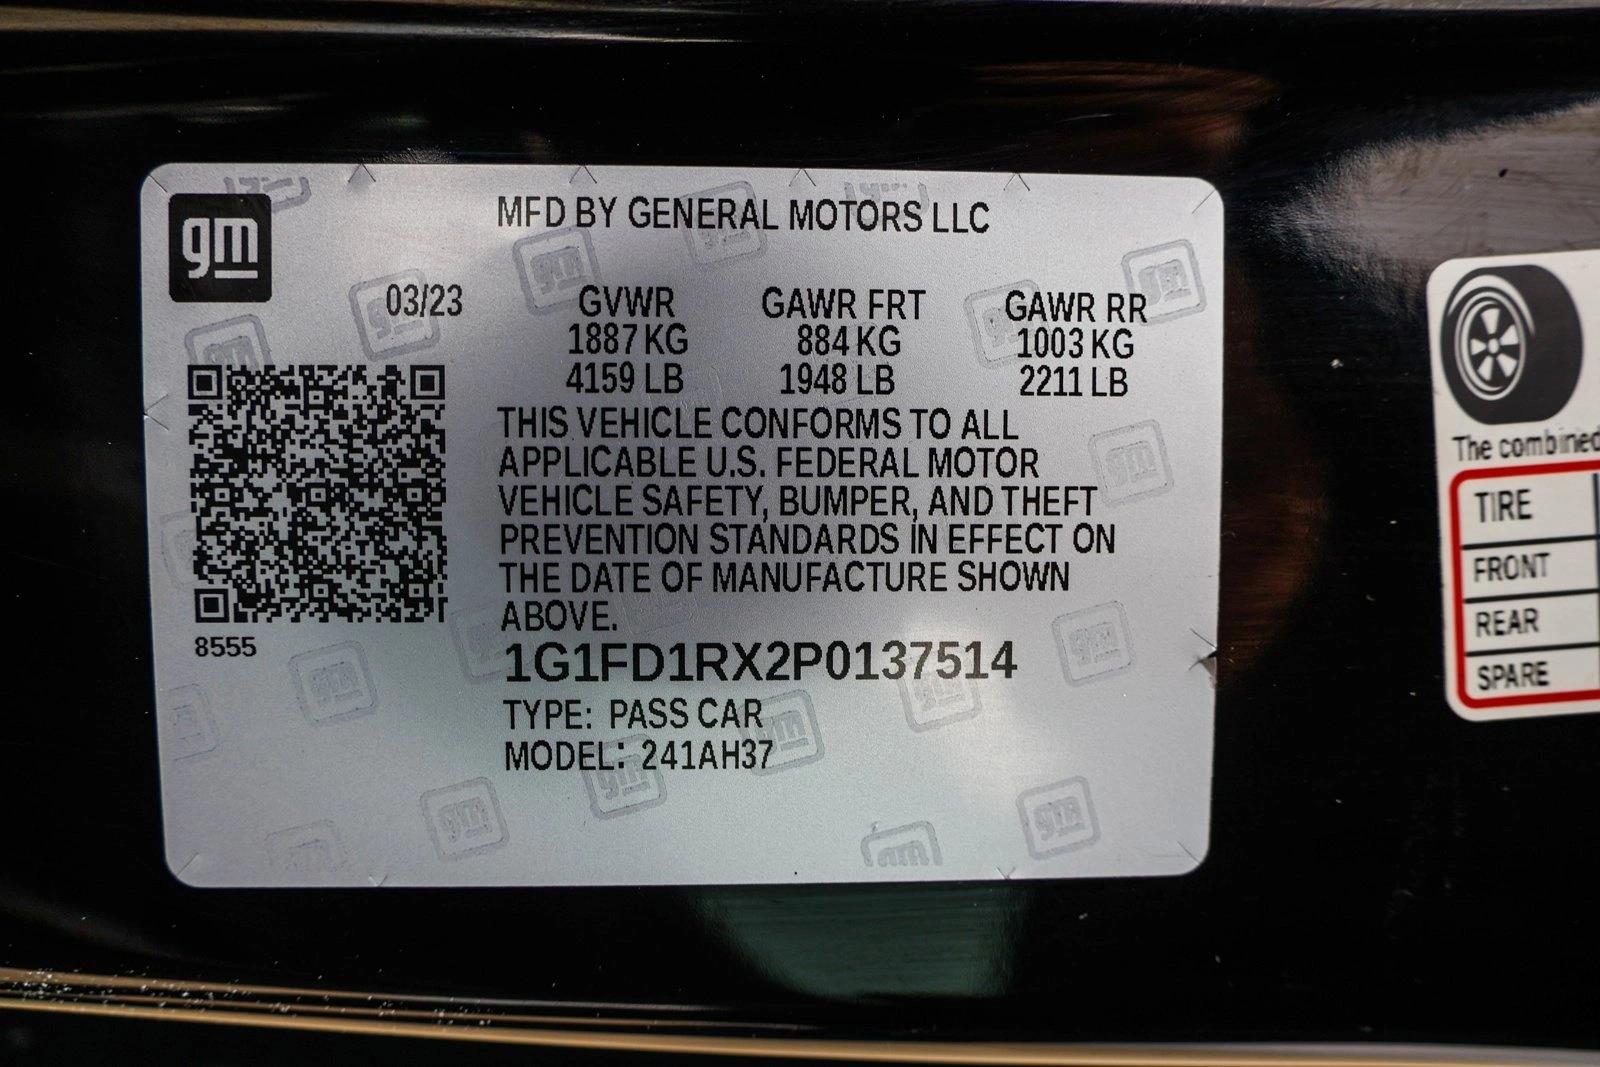 gm
MFD BY GENERAL MOTORS LLC
03/23 GVWR GAWR FRT GAWR RR
1887 KG 884 KG 1003 KG
4159 LB 1948 LB 2211 LB
THIS VEHICLE CONFORMS TO ALL
APPLICABLE U.S. FEDERAL MOTOR
VEHICLE SAFETY, BUMPER, AND THEFT
PREVENTION STANDARDS IN EFFECT ON
THE DATE OF MANUFACTURE SHOWN
ABOVE.
8555
1G1FD1RX2P0137514
TYPE: PASS CAR
MODEL: 241AH37
The combined
TIRE
FRONT
REAR
SPARE